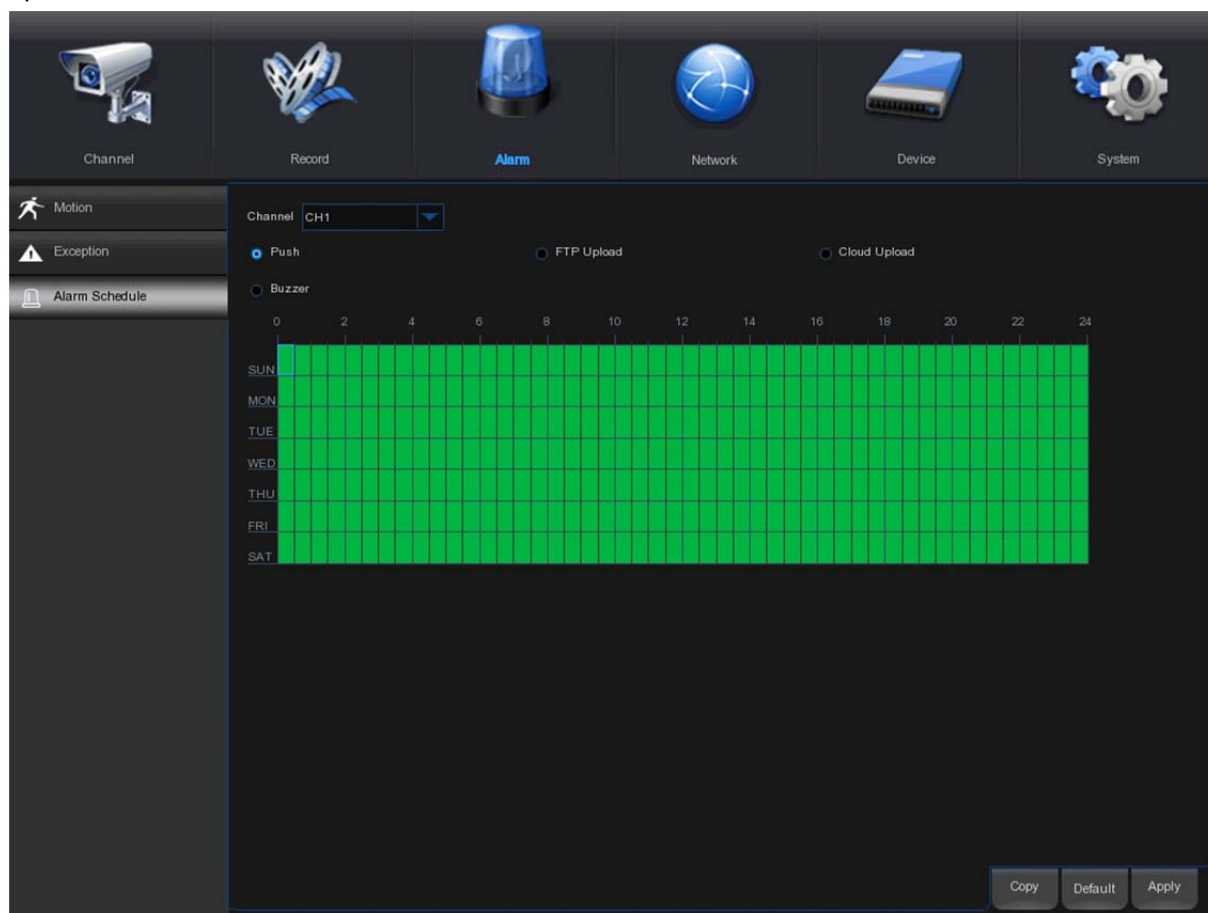 Channel Record Alarm Network Device System
Motion
Exception
Alarm Schedule
Channel CH1
Push FTP Upload Cloud Upload
Buzzer
0 2 4 6 8 10 12 14 16 18 20 22 24
SUN
MON
TUE
WED
THU
FRI
SAT
Copy Default Apply